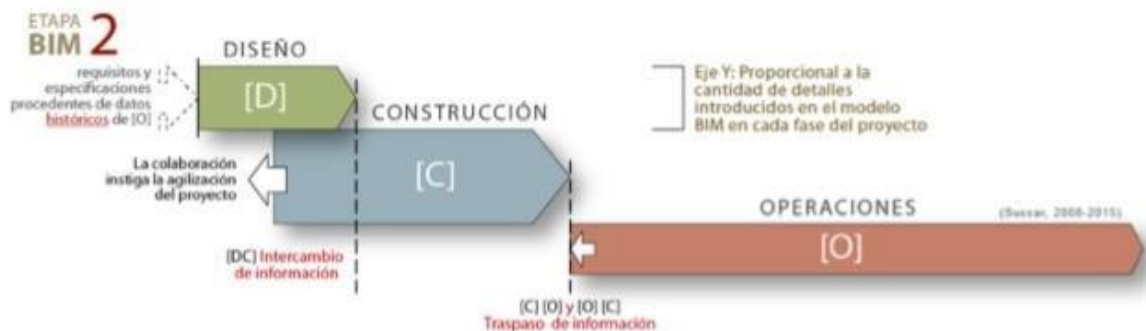 ETAPA
BIM 2
DISEÑO
requisitos y
especificaciones
procedentes de datos
históricos de [O]
[D]
Eje Y: Proporcional a la
cantidad de detalles
introducidos en el modelo
BIM en cada fase del proyecto
CONSTRUCCIÓN
La colaboración
instiga la agilización
del proyecto
[C]
OPERACIONES
(Succar, 2008-2015)
[O]
[DC] Intercambio
de información
[C] [O] y [O] [C]
Traspaso de información